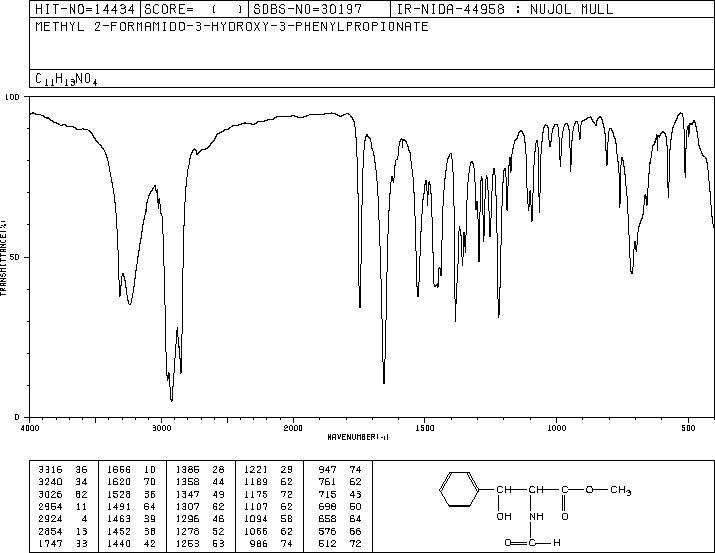 HIT-NO=14434 SCORE= ( ) SDBS-NO=30197 IR-NIDA-44958 : NUJOL MULL
METHYL 2-FORMAMIDO-3-HYDROXY-3-PHENYLPROPIONATE
C11H13NO4
100
TRANSMITTANCE(%)
50
0
4000 3000 2000 1500 1000 500
WAVENUMBER(-1)
3316 36 1656 10 1386 28 1221 29 947 74
3240 34 1620 70 1358 44 1189 62 761 62
3026 62 1528 36 1347 49 1175 72 715 43
2954 11 1491 64 1307 62 1107 62 698 50
2924 4 1463 39 1296 46 1094 58 658 64
2854 13 1452 38 1278 52 1066 62 576 66
1747 33 1440 42 1253 53 986 74 512 72
CH CH C O CH3
OH NH O
O C H